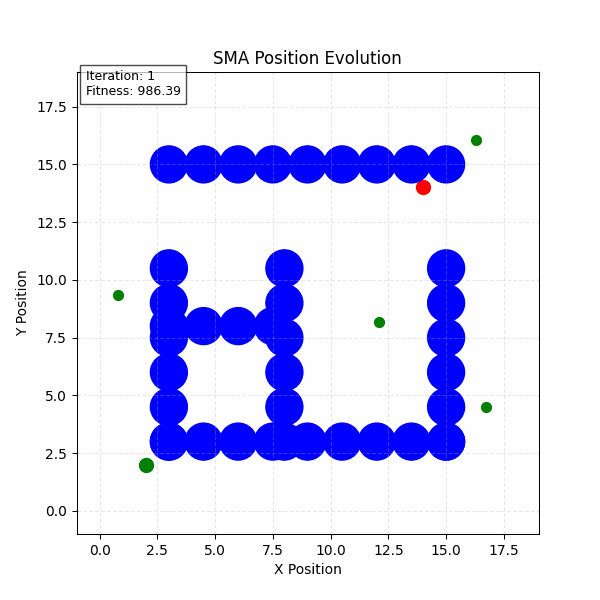 SMA Position Evolution
Iteration: 1
Fitness: 986.39
17.5
15.0
12.5
10.0
7.5
5.0
2.5
0.0
Y Position
0.0 2.5 5.0 7.5 10.0 12.5 15.0 17.5
X Position